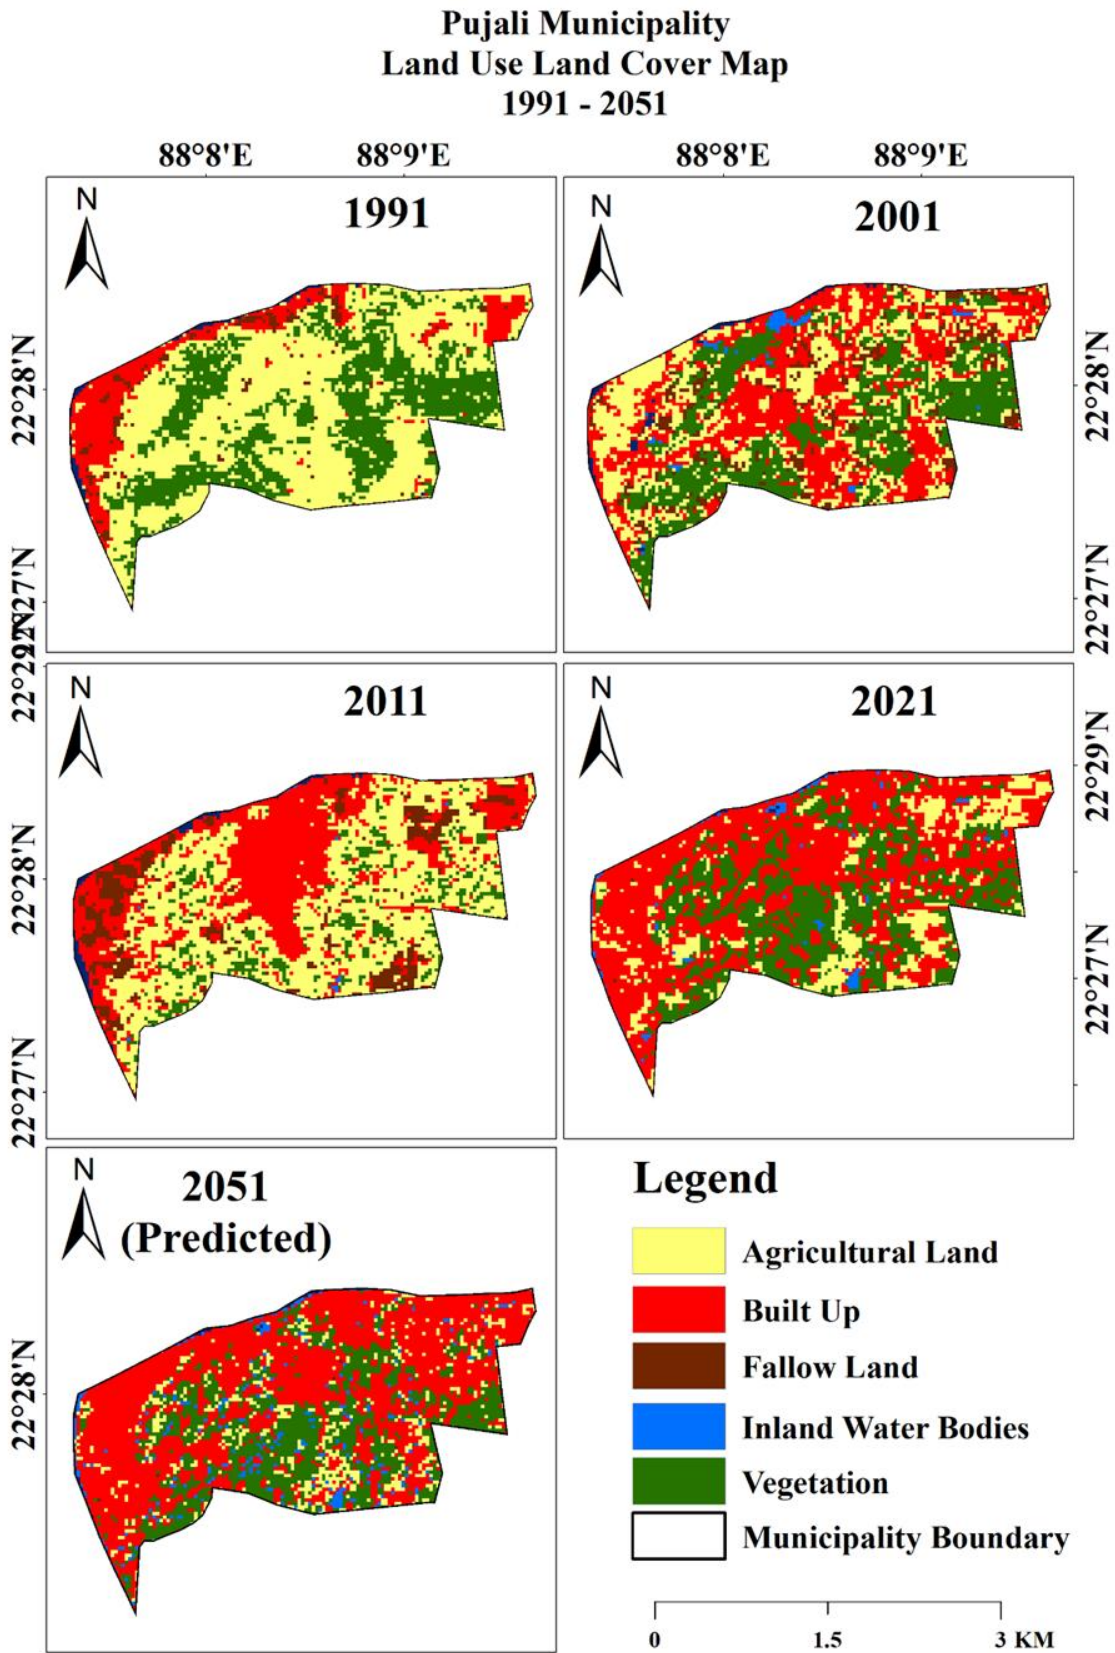 Pujali Municipality
Land Use Land Cover Map
1991 - 2051
88°8'E 88°9'E 88°8'E 88°9'E
N
1991
N
2001
22°28'N
22°28'N
22°27'N
22°27'N
22°29'N
N
2011
N
2021
22°29'N
22°28'N
22°27'N
22°28'N
22°27'N
N
2051
(Predicted)
22°28'N
Legend
Agricultural Land
Built Up
Fallow Land
Inland Water Bodies
Vegetation
Municipality Boundary
0 1.5 3 KM